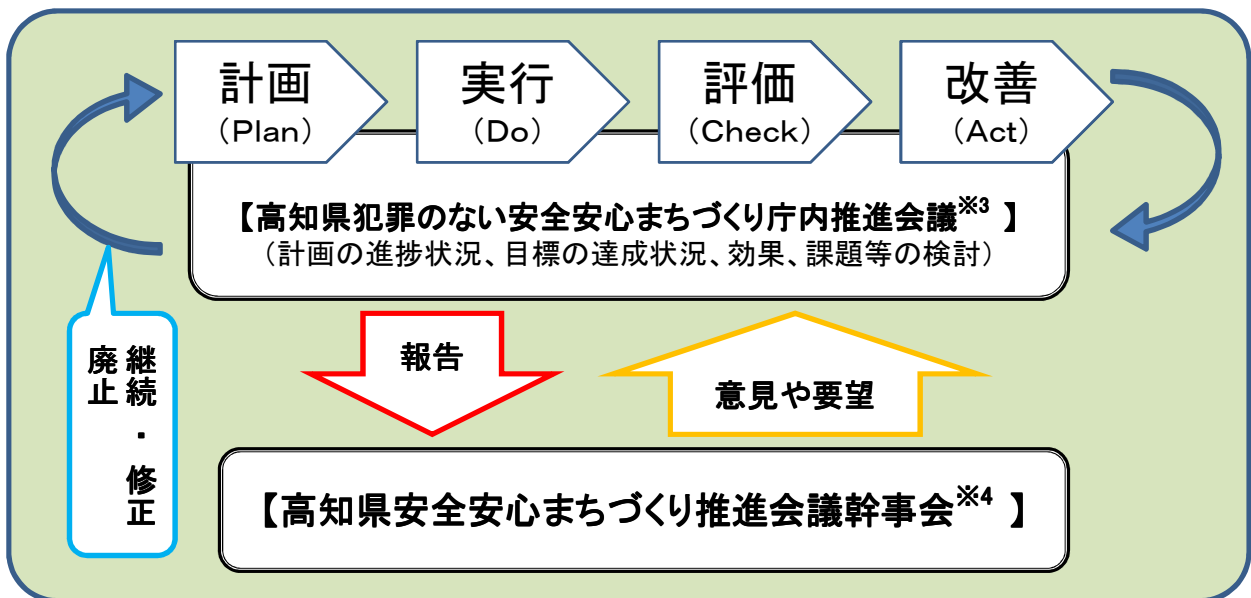 計画
（Plan）
実行
（Do）
評価
（Check）
改善
（Act）
【高知県犯罪のない安全安心まちづくり庁内推進会議※3 】
（計画の進捗状況、目標の達成状況、効果、課題等の検討）
継続・修正
廃止
報告
意見や要望
【高知県安全安心まちづくり推進会議幹事会※4 】